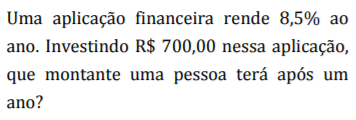 Uma aplicação financeira rende 8,5% ao
ano. Investindo R$ 700,00 nessa aplicação,
que montante uma pessoa terá após um
ano?